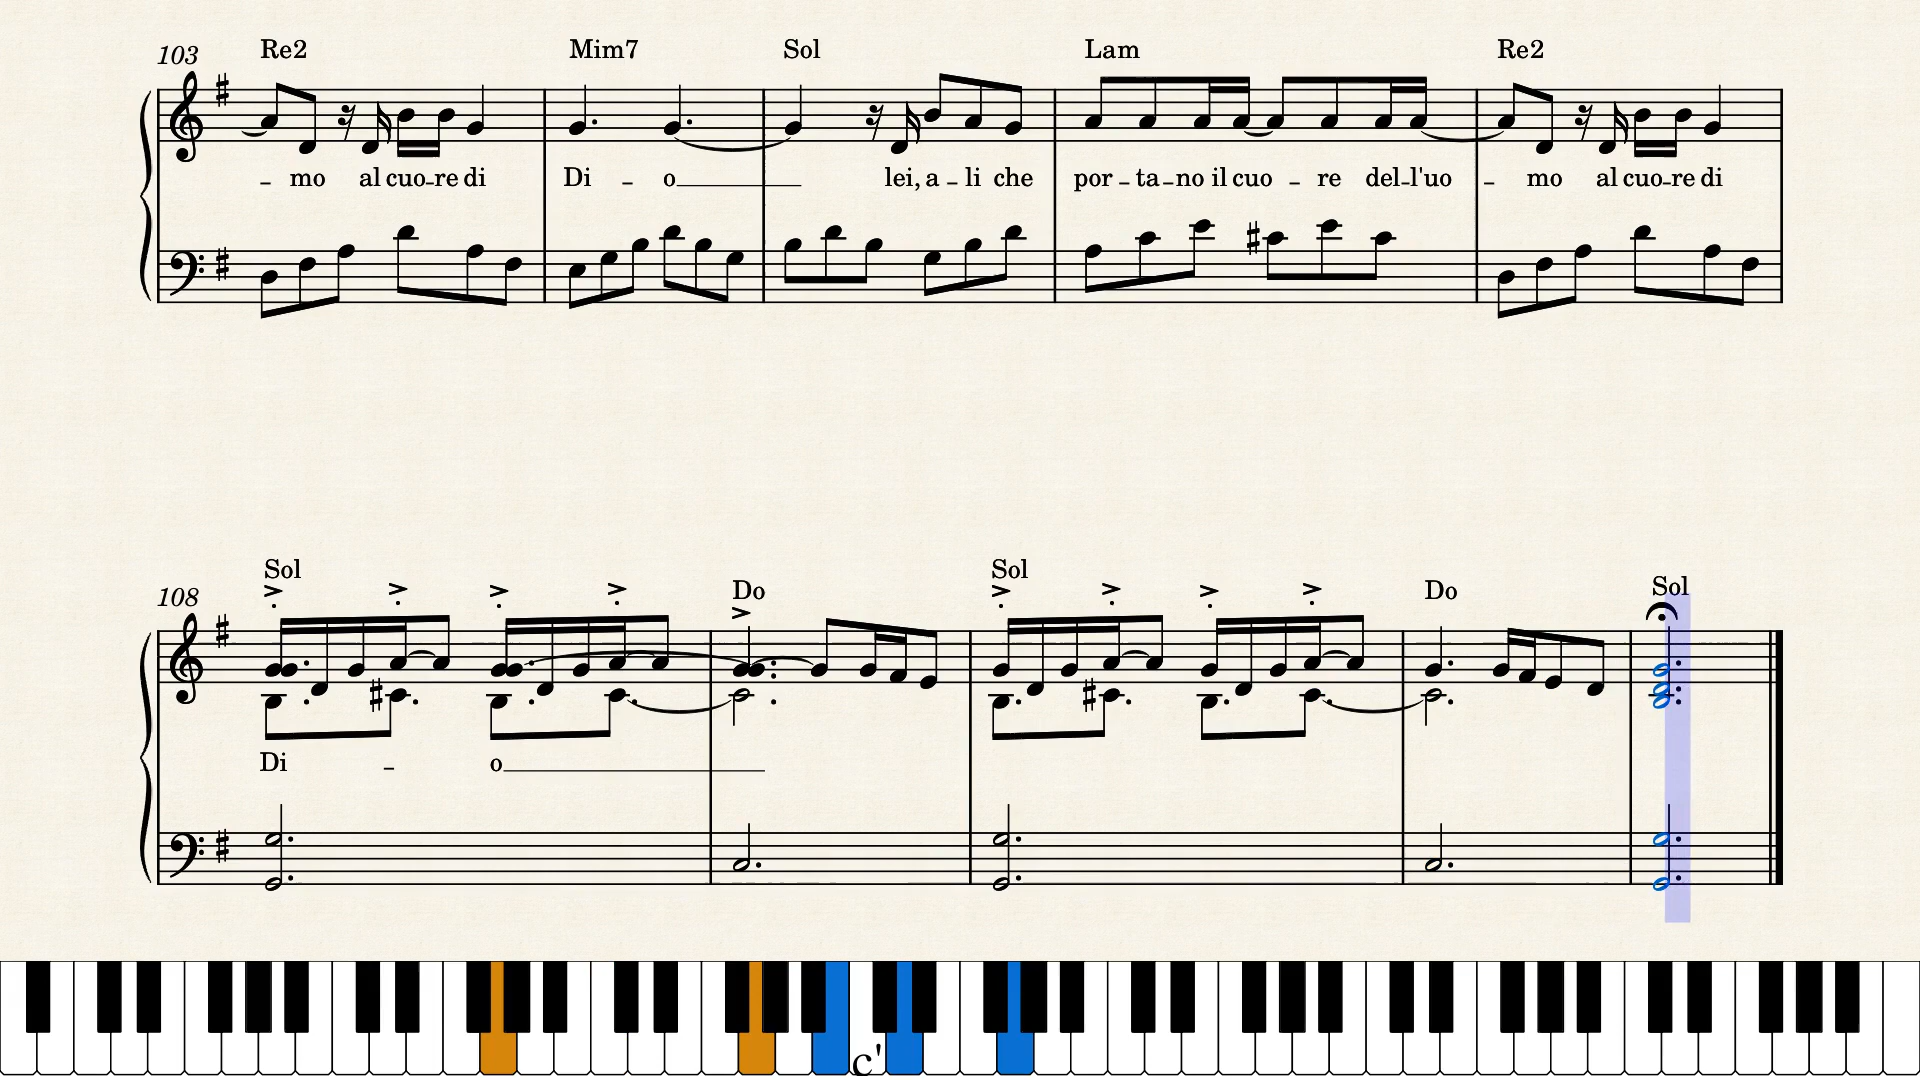 103 Re2 Mim7 Sol Lam Re2
– mo al cuo-re di Di – o lei, a – li che por – ta – no il cuo – re del-l'uo – mo al cuo-re di
Sol Sol
108 Do Do Sol
Di – o
c'